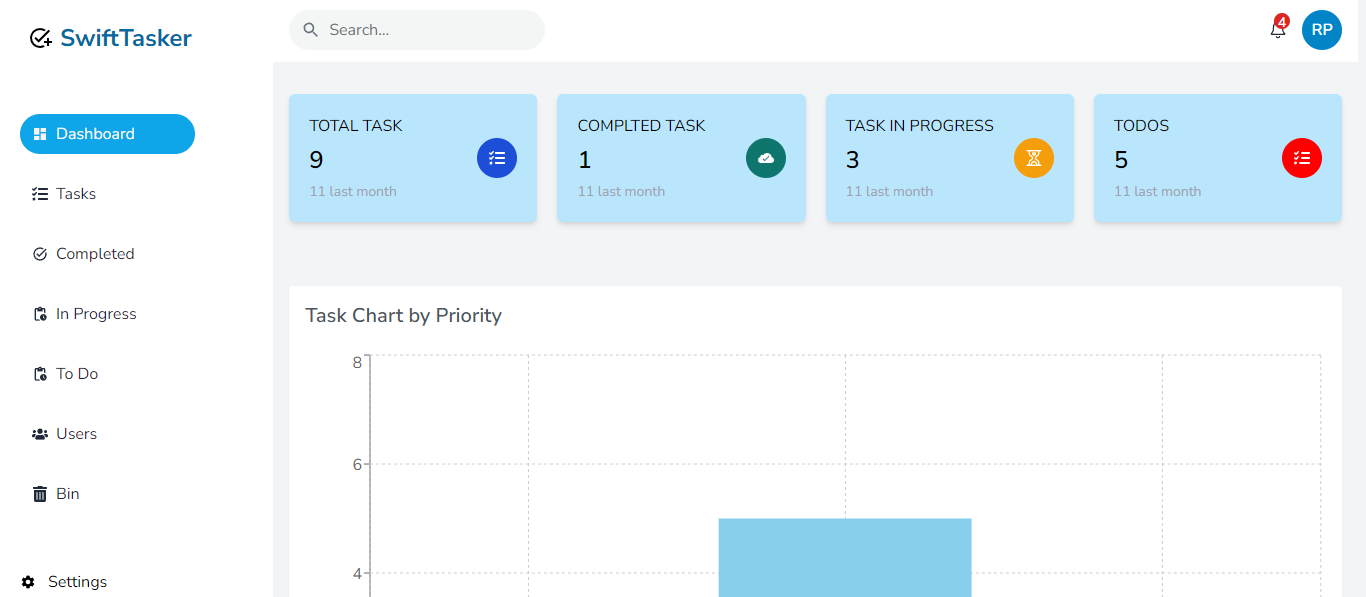 SwiftTasker
Search...
4
RP
Dashboard
Tasks
Completed
In Progress
To Do
Users
Bin
Settings
TOTAL TASK
9
11 last month
COMPLTED TASK
1
11 last month
TASK IN PROGRESS
3
11 last month
TODOS
5
11 last month
Task Chart by Priority
8
6
4